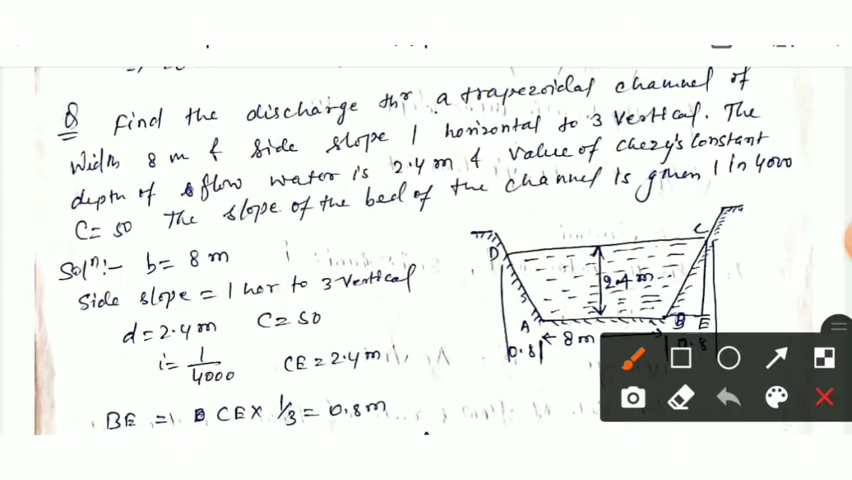 Q Find the discharge thr a trapezoidal channel of
Width 8 m & Side slope 1 horizontal to 3 vertical. The
depth of flow water is 2.4 m & value of chezy's constant
C = 50 The slope of the bed of the channel is given 1 in 4000
Solⁿ:- b = 8 m
Side slope = 1 hor to 3 vertical
d = 2.4 m C = 50
i = 1/4000 CE = 2.4 m
BE = CE × 1/3 = 0.8 m
D C
2.4 m
A B E
0.8 8 m 0.8